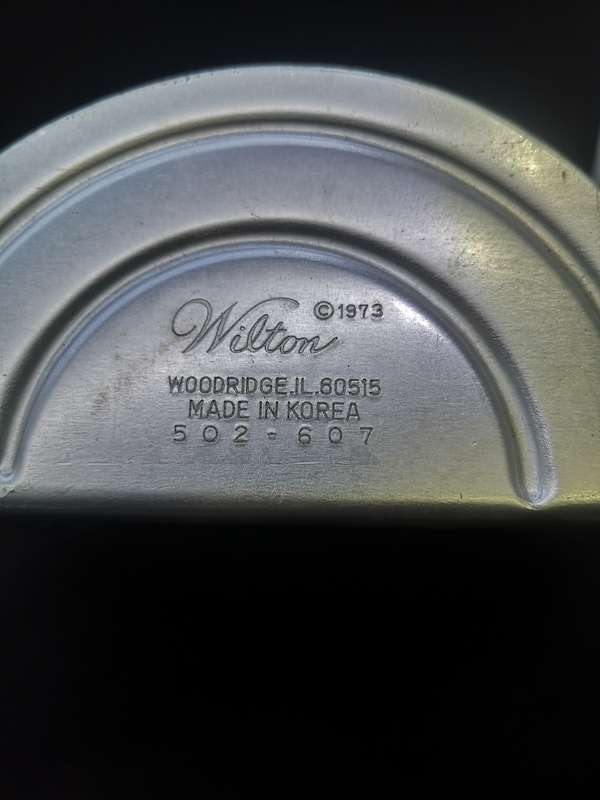 Wilton ©1973
WOODRIDGE,IL.60515
MADE IN KOREA
502-607